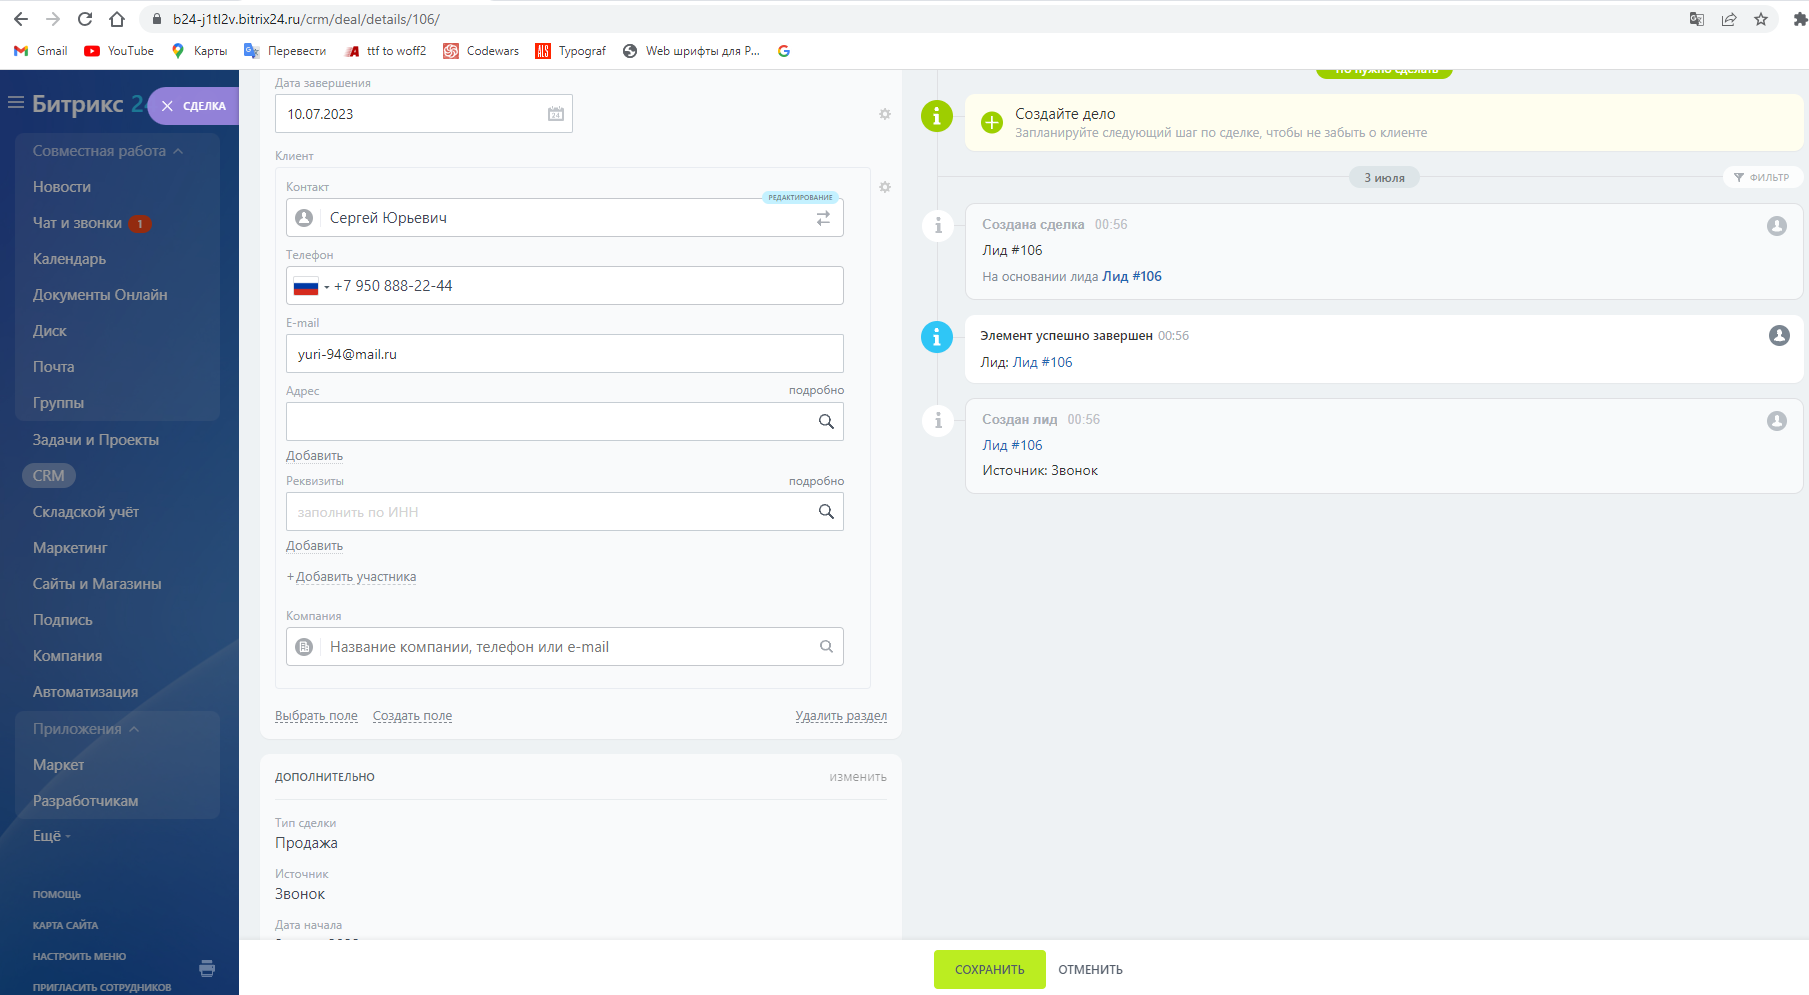 b24-j1tl2v.bitrix24.ru/crm/deal/details/106/
Gmail
YouTube
Карты
Перевести
ttf to woff2
Codewars
Typograf
Web шрифты для Р...
Битрикс 24
СДЕЛКА
Совместная работа
Новости
Чат и звонки 1
Календарь
Документы Онлайн
Диск
Почта
Группы
Задачи и Проекты
CRM
Складской учёт
Маркетинг
Сайты и Магазины
Подпись
Компания
Автоматизация
Приложения
Маркет
Разработчикам
Ещё
ПОМОЩЬ
КАРТА САЙТА
НАСТРОИТЬ МЕНЮ
ПРИГЛАСИТЬ СОТРУДНИКОВ
Дата завершения
10.07.2023
24
Клиент
Контакт
РЕДАКТИРОВАНИЕ
Сергей Юрьевич
Телефон
+7 950 888-22-44
E-mail
yuri-94@mail.ru
Адрес
подробно
Добавить
Реквизиты
подробно
заполнить по ИНН
Добавить
+Добавить участника
Компания
Название компании, телефон или e-mail
Выбрать поле
Создать поле
Удалить раздел
ДОПОЛНИТЕЛЬНО
изменить
Тип сделки
Продажа
Источник
Звонок
Дата начала
Создайте дело
Запланируйте следующий шаг по сделке, чтобы не забыть о клиенте
3 июля
ФИЛЬТР
Создана сделка 00:56
Лид #106
На основании лида Лид #106
Элемент успешно завершен 00:56
Лид: Лид #106
Создан лид 00:56
Лид #106
Источник: Звонок
СОХРАНИТЬ
ОТМЕНИТЬ